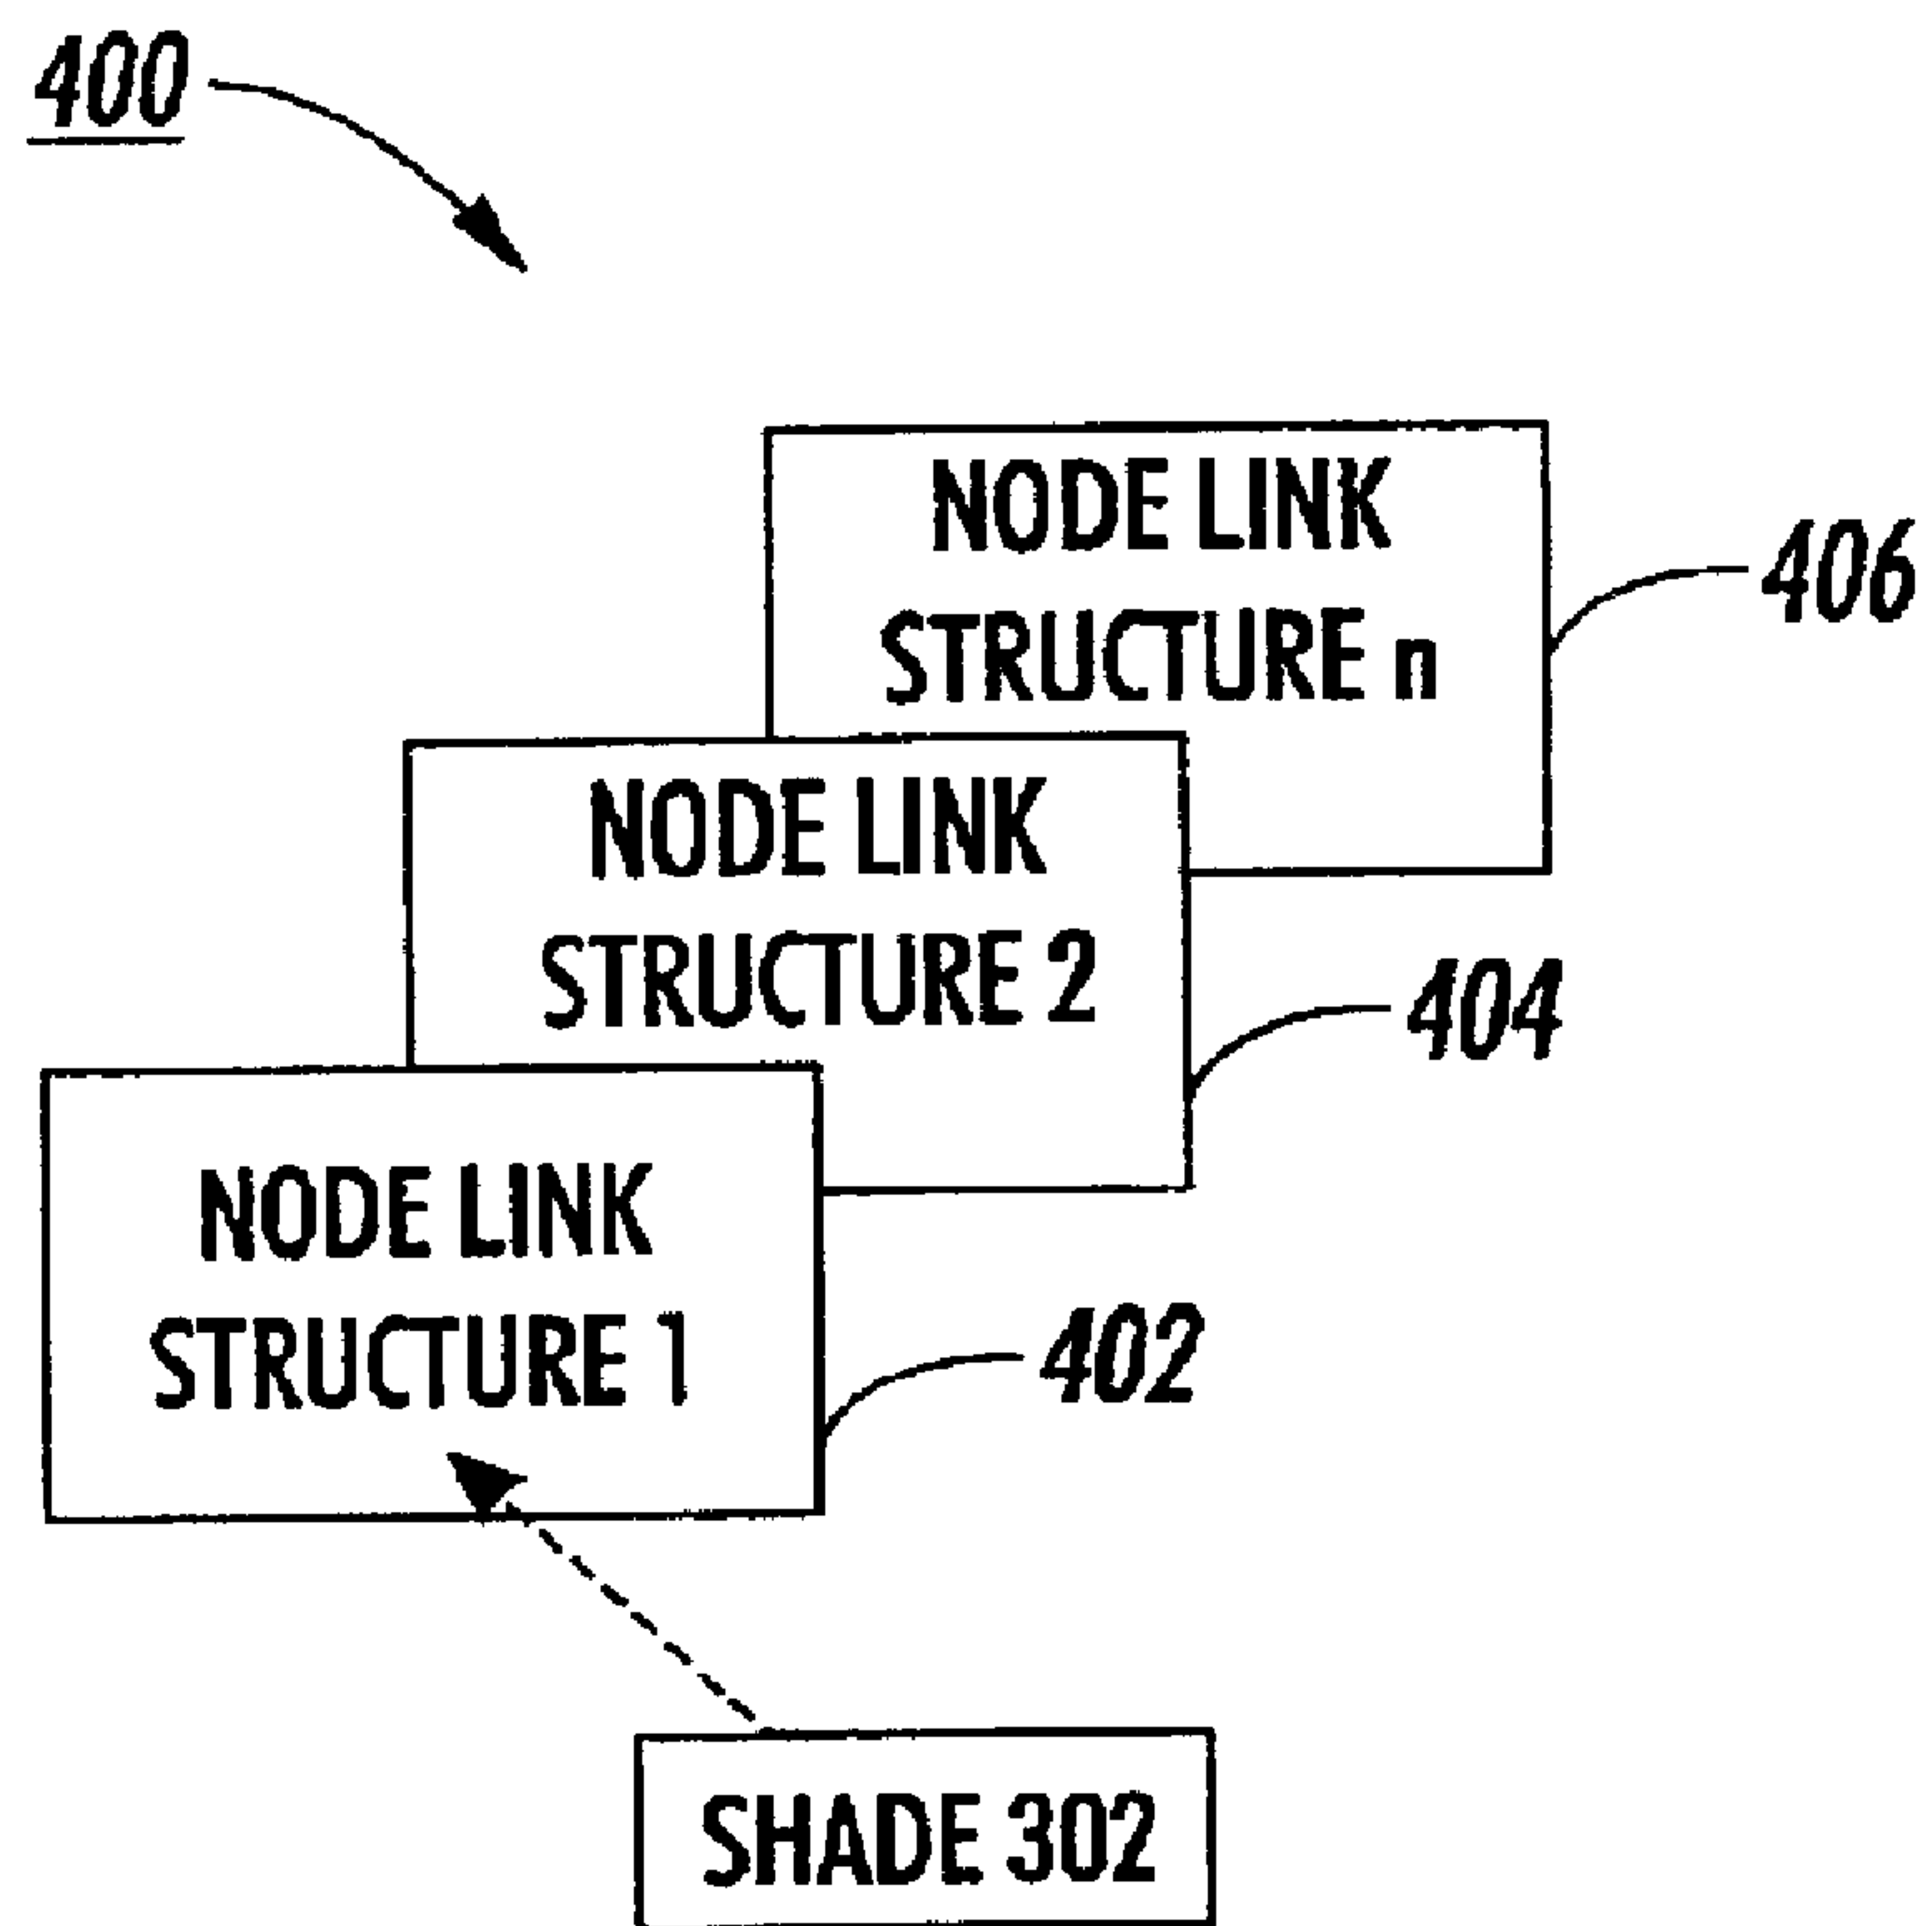 400
NODE LINK
STRUCTURE n
406
NODE LINK
STRUCTURE 2
404
NODE LINK
STRUCTURE 1
402
SHADE 302